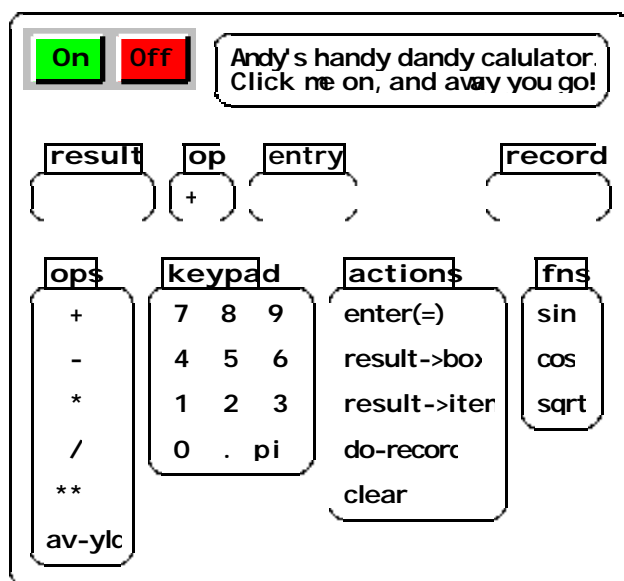 On Off
Andy's handy dandy calulator.
Click me on, and away you go!
result op entry record
+
ops keypad actions fns
+ 7 8 9 enter(=) sin
- 4 5 6 result->box cos
* 1 2 3 result->iter sqrt
/ 0 . pi do-record
** clear
av-ylc